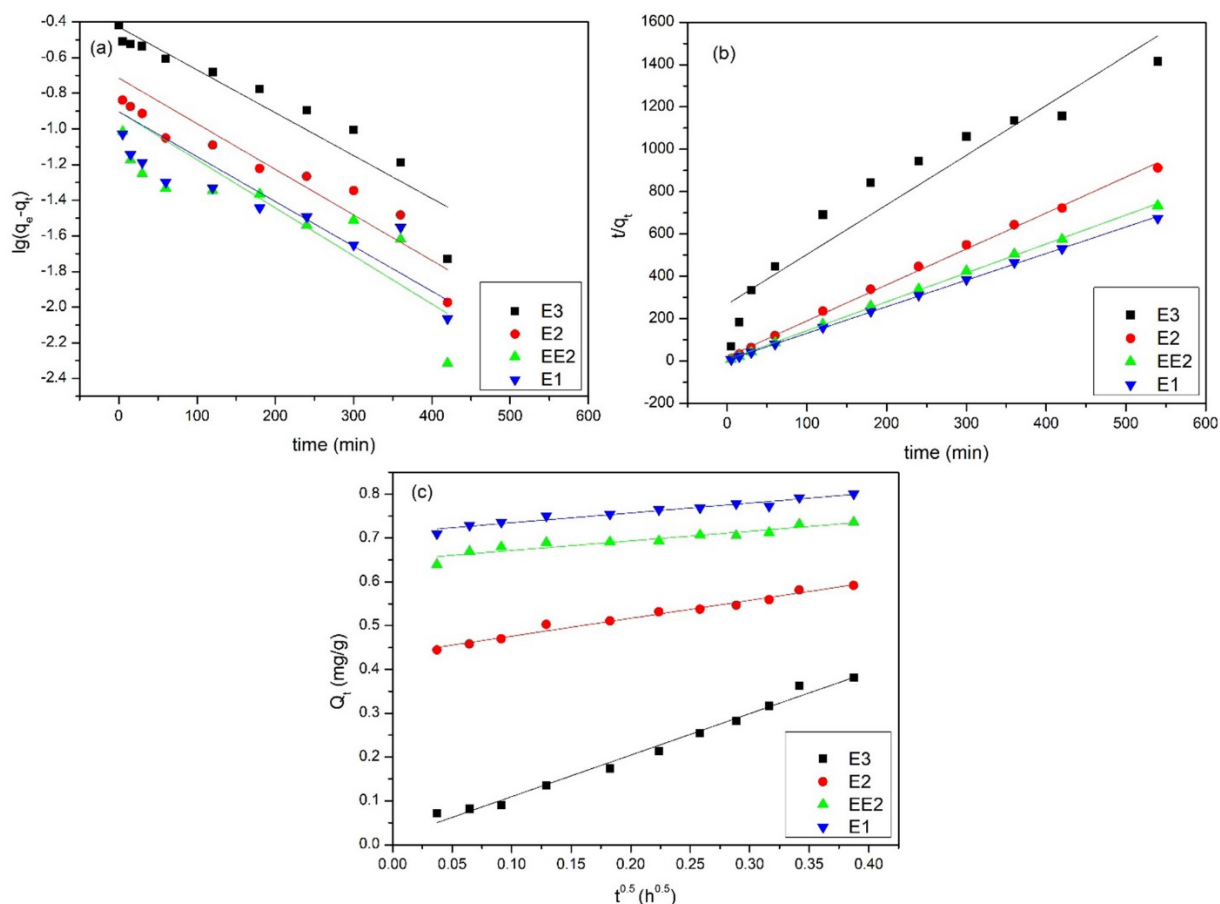 (a)
lg(qₑ-qₜ)
-0.4
-0.6
-0.8
-1.0
-1.2
-1.4
-1.6
-1.8
-2.0
-2.2
-2.4
E3
E2
EE2
E1
0 100 200 300 400 500 600
time (min)
(b)
t/qₜ
1600
1400
1200
1000
800
600
400
200
0
-200
E3
E2
EE2
E1
0 100 200 300 400 500 600
time (min)
(c)
Qₜ (mg/g)
0.8
0.7
0.6
0.5
0.4
0.3
0.2
0.1
0.0
E3
E2
EE2
E1
0.00 0.05 0.10 0.15 0.20 0.25 0.30 0.35 0.40
t^0.5 (h^0.5)